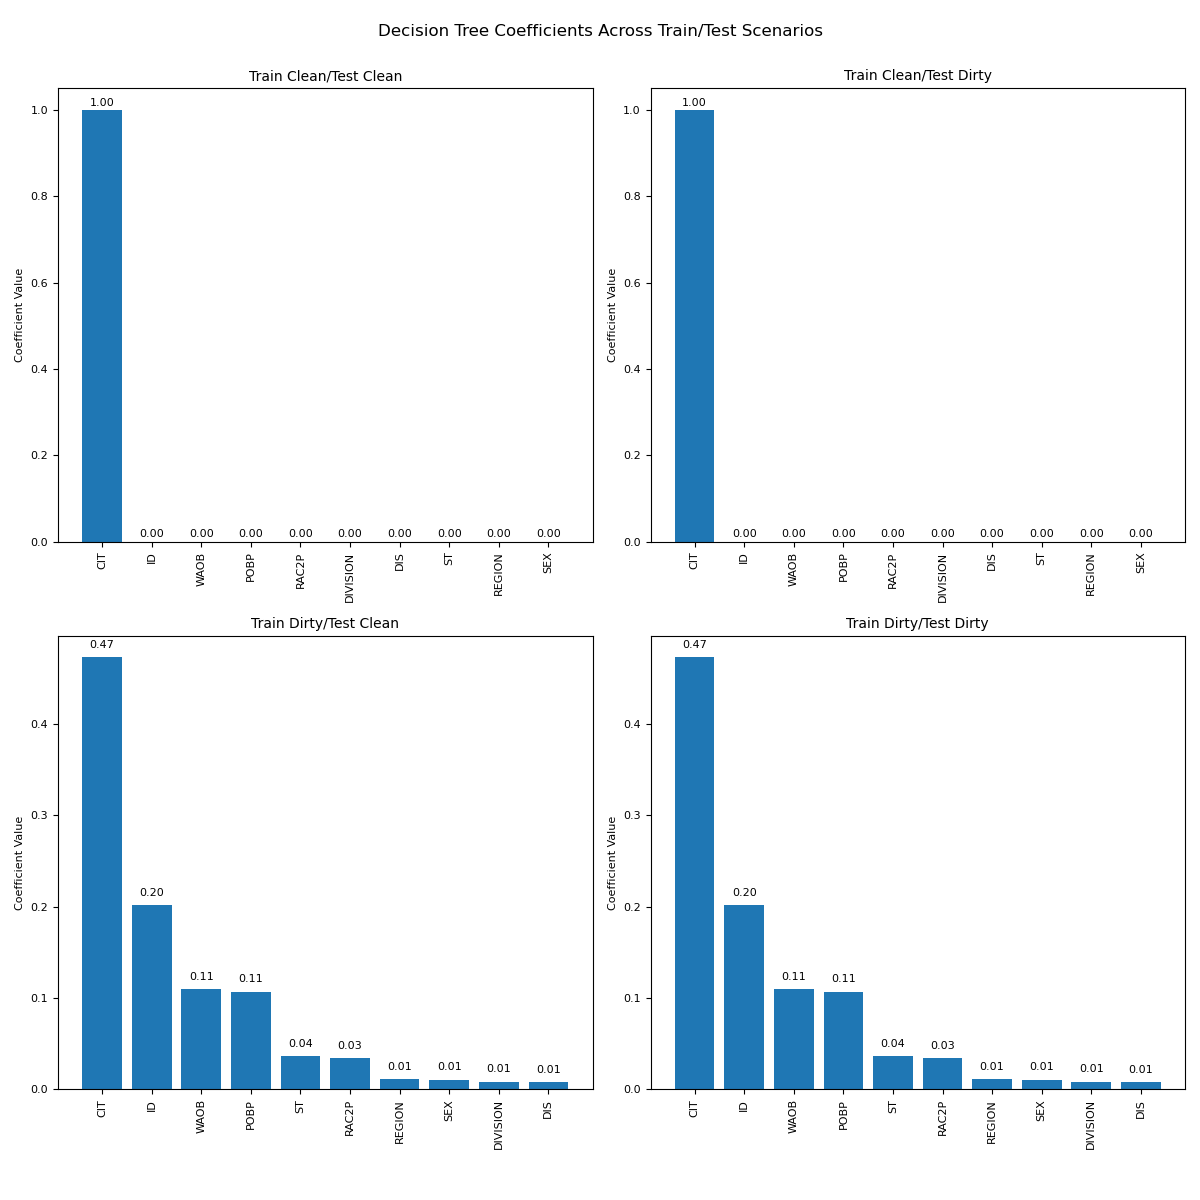 Decision Tree Coefficients Across Train/Test Scenarios
Train Clean/Test Clean
Coefficient Value
1.0
0.8
0.6
0.4
0.2
0.0
1.00 0.00 0.00 0.00 0.00 0.00 0.00 0.00 0.00 0.00
CIT ID WAOB POBP RAC2P DIVISION DIS ST REGION SEX
Train Clean/Test Dirty
Coefficient Value
1.0
0.8
0.6
0.4
0.2
0.0
1.00 0.00 0.00 0.00 0.00 0.00 0.00 0.00 0.00 0.00
CIT ID WAOB POBP RAC2P DIVISION DIS ST REGION SEX
Train Dirty/Test Clean
Coefficient Value
0.4
0.3
0.2
0.1
0.0
0.47 0.20 0.11 0.11 0.04 0.03 0.01 0.01 0.01 0.01
CIT ID WAOB POBP ST RAC2P REGION SEX DIVISION DIS
Train Dirty/Test Dirty
Coefficient Value
0.4
0.3
0.2
0.1
0.0
0.47 0.20 0.11 0.11 0.04 0.03 0.01 0.01 0.01 0.01
CIT ID WAOB POBP ST RAC2P REGION SEX DIVISION DIS